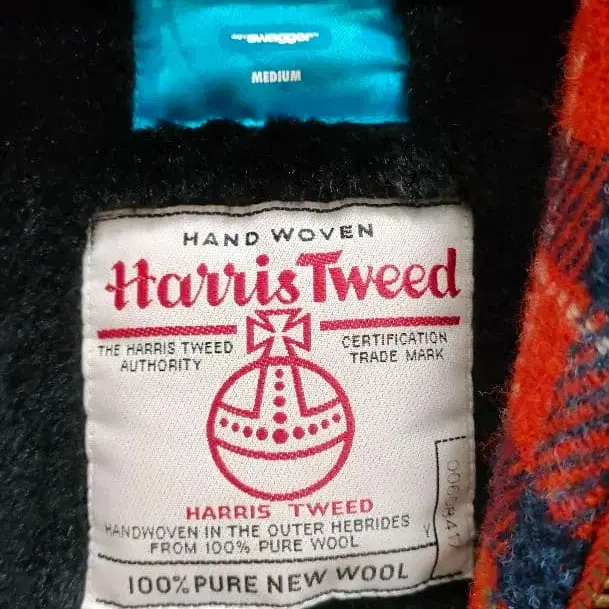 swagger
MEDIUM
HAND WOVEN
Harris Tweed
THE HARRIS TWEED
AUTHORITY
CERTIFICATION
TRADE MARK
HARRIS TWEED
HANDWOVEN IN THE OUTER HEBRIDES
FROM 100% PURE WOOL
Y
100% PURE NEW WOOL